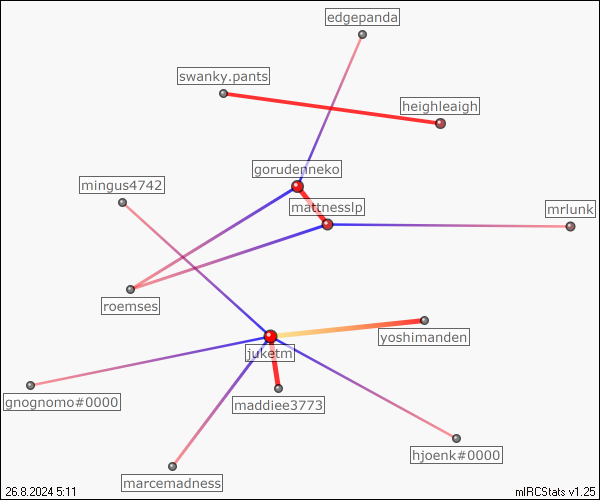 edgepanda
swanky.pants
heighleaigh
gorudenneko
mingus4742
mattnesslp
mrlunk
roemses
yoshimanden
juketm
gnognomo#0000
maddiee3773
hjoenk#0000
marcemadness
26.8.2024 5:11
mIRCStats v1.25